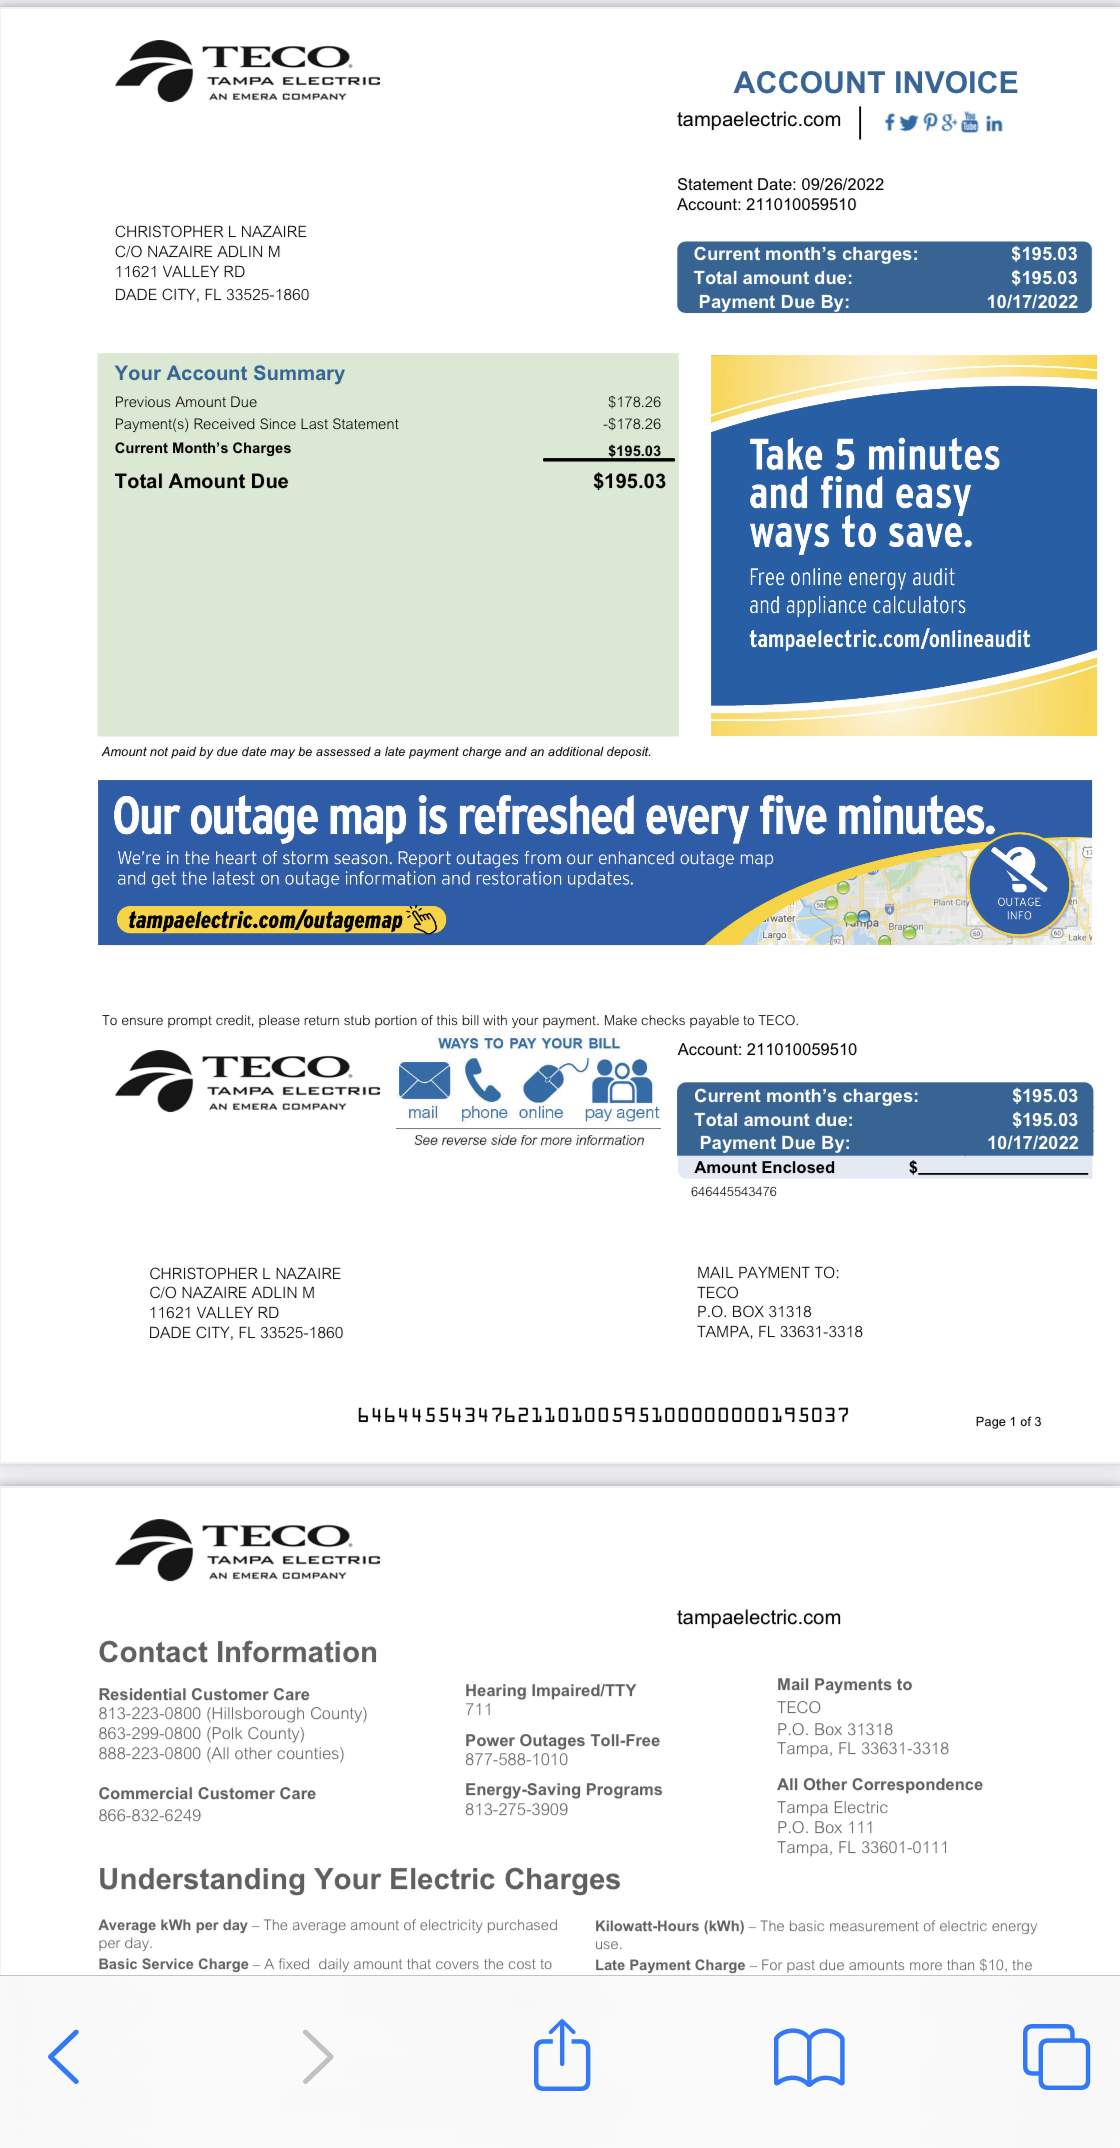 TECO.
TAMPA ELECTRIC
AN EMERA COMPANY
ACCOUNT INVOICE
tampaelectric.com
Statement Date: 09/26/2022
Account: 211010059510
CHRISTOPHER L NAZAIRE
C/O NAZAIRE ADLIN M
11621 VALLEY RD
DADE CITY, FL 33525-1860
Current month's charges: $195.03
Total amount due: $195.03
Payment Due By: 10/17/2022
Your Account Summary
Previous Amount Due $178.26
Payment(s) Received Since Last Statement -$178.26
Current Month's Charges $195.03
Total Amount Due $195.03
Take 5 minutes
and find easy
ways to save.
Free online energy audit
and appliance calculators
tampaelectric.com/onlineaudit
Amount not paid by due date may be assessed a late payment charge and an additional deposit.
Our outage map is refreshed every five minutes.
We're in the heart of storm season. Report outages from our enhanced outage map
and get the latest on outage information and restoration updates.
tampaelectric.com/outagemap
OUTAGE
INFO
Plant City
rwater
Largo
Tampa
Brandon
Lake
To ensure prompt credit, please return stub portion of this bill with your payment. Make checks payable to TECO.
TECO.
TAMPA ELECTRIC
AN EMERA COMPANY
WAYS TO PAY YOUR BILL
mail phone online pay agent
See reverse side for more information
Account: 211010059510
Current month's charges: $195.03
Total amount due: $195.03
Payment Due By: 10/17/2022
Amount Enclosed $
646445543476
CHRISTOPHER L NAZAIRE
C/O NAZAIRE ADLIN M
11621 VALLEY RD
DADE CITY, FL 33525-1860
MAIL PAYMENT TO:
TECO
P.O. BOX 31318
TAMPA, FL 33631-3318
6464455434762110100595100000000195037
Page 1 of 3
TECO.
TAMPA ELECTRIC
AN EMERA COMPANY
tampaelectric.com
Contact Information
Residential Customer Care
813-223-0800 (Hillsborough County)
863-299-0800 (Polk County)
888-223-0800 (All other counties)
Commercial Customer Care
866-832-6249
Hearing Impaired/TTY
711
Power Outages Toll-Free
877-588-1010
Energy-Saving Programs
813-275-3909
Mail Payments to
TECO
P.O. Box 31318
Tampa, FL 33631-3318
All Other Correspondence
Tampa Electric
P.O. Box 111
Tampa, FL 33601-0111
Understanding Your Electric Charges
Average kWh per day – The average amount of electricity purchased
per day.
Basic Service Charge – A fixed daily amount that covers the cost to
Kilowatt-Hours (kWh) – The basic measurement of electric energy
use.
Late Payment Charge – For past due amounts more than $10, the